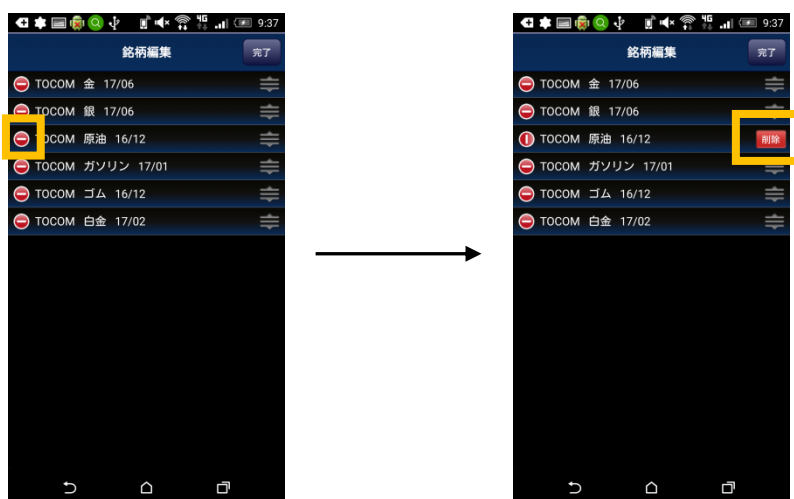 4G 9:37
銘柄編集 完了
TOCOM 金 17/06
TOCOM 銀 17/06
TOCOM 原油 16/12
TOCOM ガソリン 17/01
TOCOM ゴム 16/12
TOCOM 白金 17/02
4G 9:37
銘柄編集 完了
TOCOM 金 17/06
TOCOM 銀 17/06
TOCOM 原油 16/12 削除
TOCOM ガソリン 17/01
TOCOM ゴム 16/12
TOCOM 白金 17/02